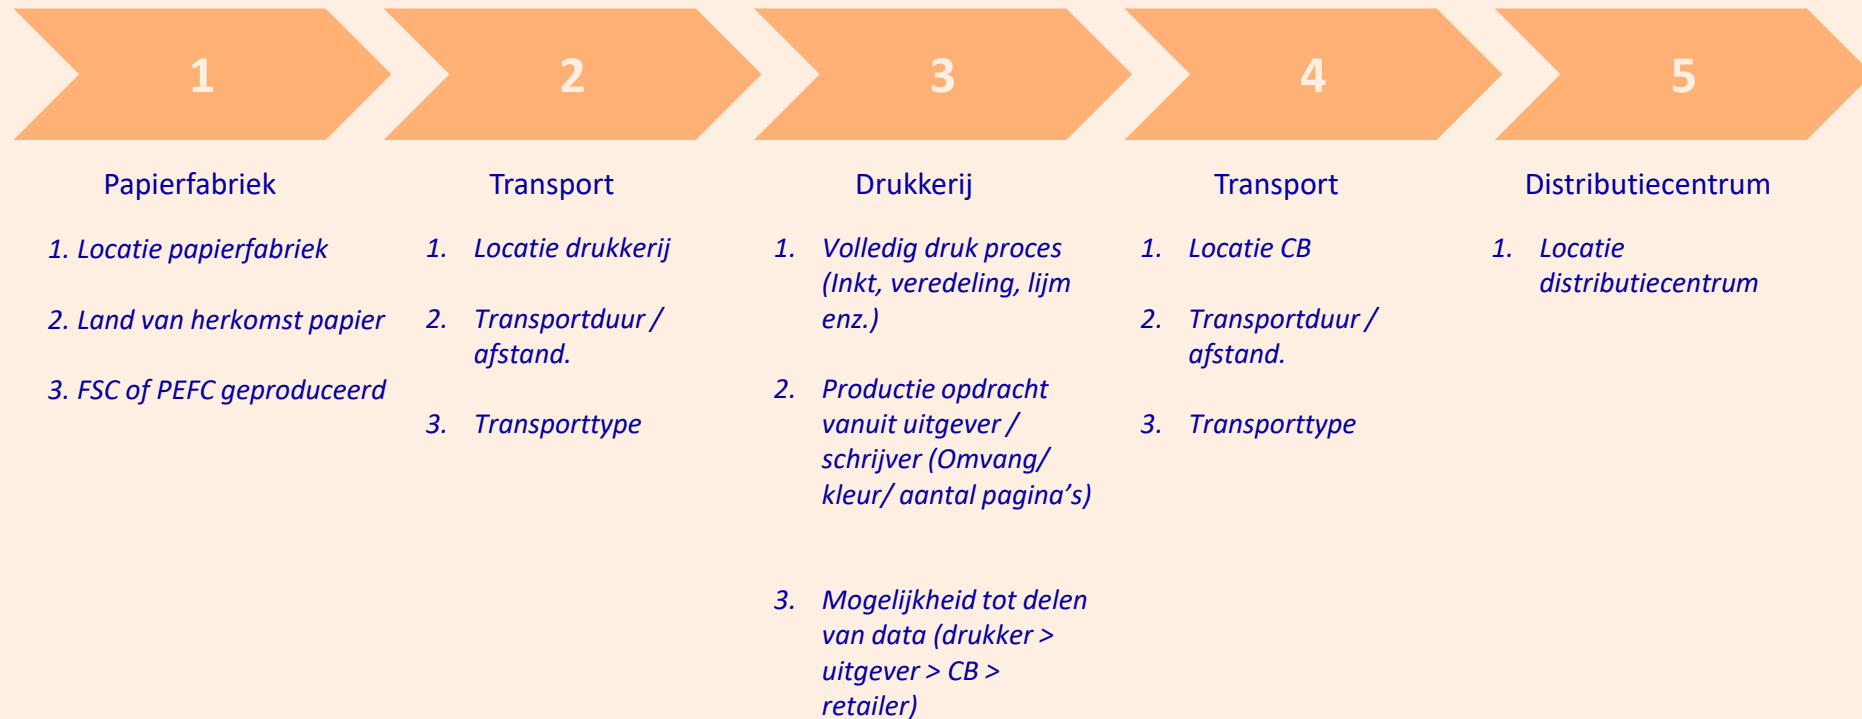 1
2
3
4
5
Papierfabriek
1. Locatie papierfabriek
2. Land van herkomst papier
3. FSC of PEFC geproduceerd
Transport
1. Locatie drukkerij
2. Transportduur /
afstand.
3. Transporttype
Drukkerij
1. Volledig druk proces
(Inkt, veredeling, lijm
enz.)
2. Productie opdracht
vanuit uitgever /
schrijver (Omvang/
kleur/ aantal pagina’s)
3. Mogelijkheid tot delen
van data (drukker >
uitgever > CB >
retailer)
Transport
1. Locatie CB
2. Transportduur /
afstand.
3. Transporttype
Distributiecentrum
1. Locatie
distributiecentrum